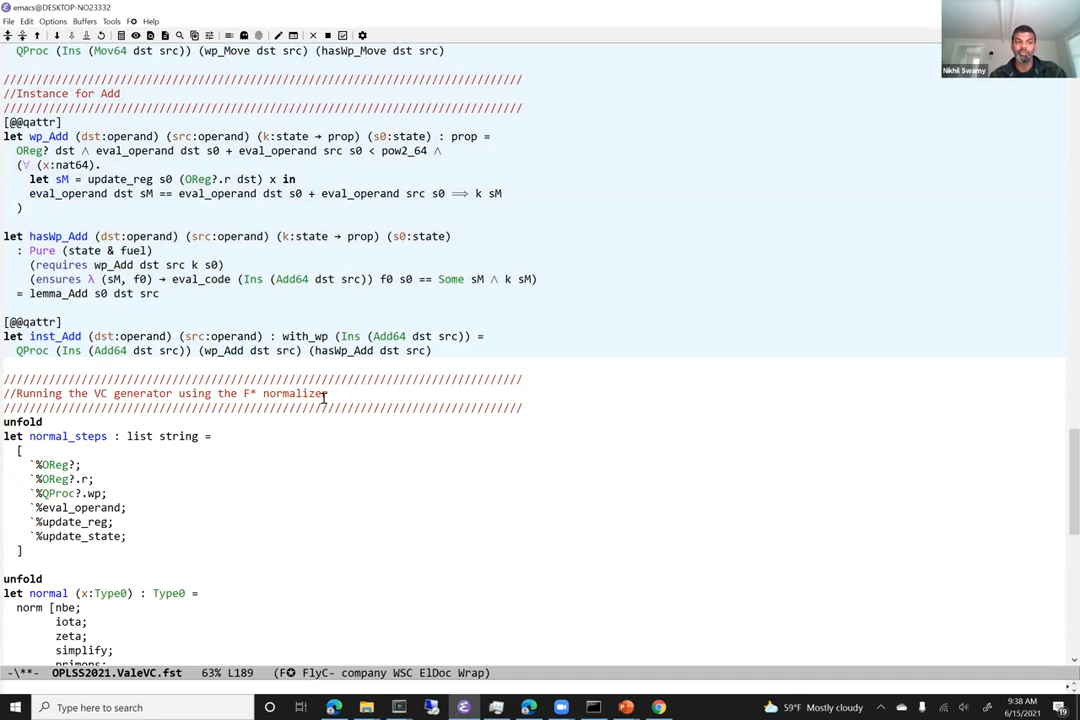 emacs@DESKTOP-NO23332
File Edit Options Buffers Tools F✪ Help
QProc (Ins (Mov64 dst src)) (wp_Move dst src) (hasWp_Move dst src)
////////////////////////////////////////////////////////////////////////////////
//Instance for Add
////////////////////////////////////////////////////////////////////////////////
[@@qattr]
let wp_Add (dst:operand) (src:operand) (k:state → prop) (s0:state) : prop =
OReg? dst ∧ eval_operand dst s0 + eval_operand src s0 < pow2_64 ∧
(∀ (x:nat64).
let sM = update_reg s0 (OReg?.r dst) x in
eval_operand dst sM == eval_operand dst s0 + eval_operand src s0 ⟹ k sM
)
let hasWp_Add (dst:operand) (src:operand) (k:state → prop) (s0:state)
: Pure (state & fuel)
(requires wp_Add dst src k s0)
(ensures λ (sM, f0) → eval_code (Ins (Add64 dst src)) f0 s0 == Some sM ∧ k sM)
= lemma_Add s0 dst src
[@@qattr]
let inst_Add (dst:operand) (src:operand) : with_wp (Ins (Add64 dst src)) =
QProc (Ins (Add64 dst src)) (wp_Add dst src) (hasWp_Add dst src)
////////////////////////////////////////////////////////////////////////////////
//Running the VC generator using the F* normalizer
////////////////////////////////////////////////////////////////////////////////
unfold
let normal_steps : list string =
[
`%OReg?;
`%OReg?.r;
`%QProc?.wp;
`%eval_operand;
`%update_reg;
`%update_state;
]
unfold
let normal (x:Type0) : Type0 =
norm [nbe;
iota;
zeta;
simplify;
primops;
-\**- OPLSS2021.ValeVC.fst 63% L189 (F✪ FlyC- company WSC ElDoc Wrap)
Nikhil Swamy
Type here to search
59°F Mostly cloudy
9:38 AM
6/15/2021
19